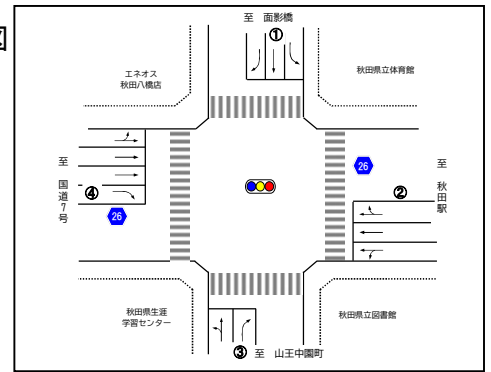 図
至 面影橋
①
エネオス
秋田八橋店
秋田県立体育館
至 国道7号
④
26
26
②
至 秋田駅
秋田県生涯
学習センター
秋田県立図書館
③ 至 山王中園町